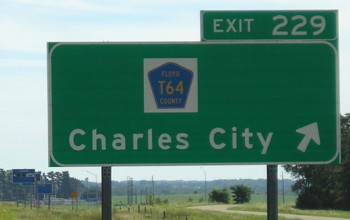 EXIT 229
FLOYD
T64
COUNTY
Charles City